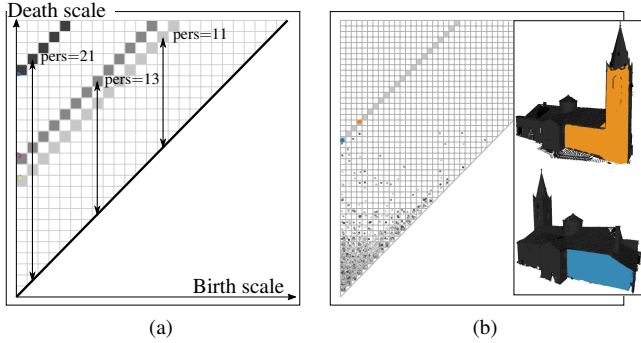 Death scale
pers=21
pers=13
pers=11
Birth scale
(a)
(b)